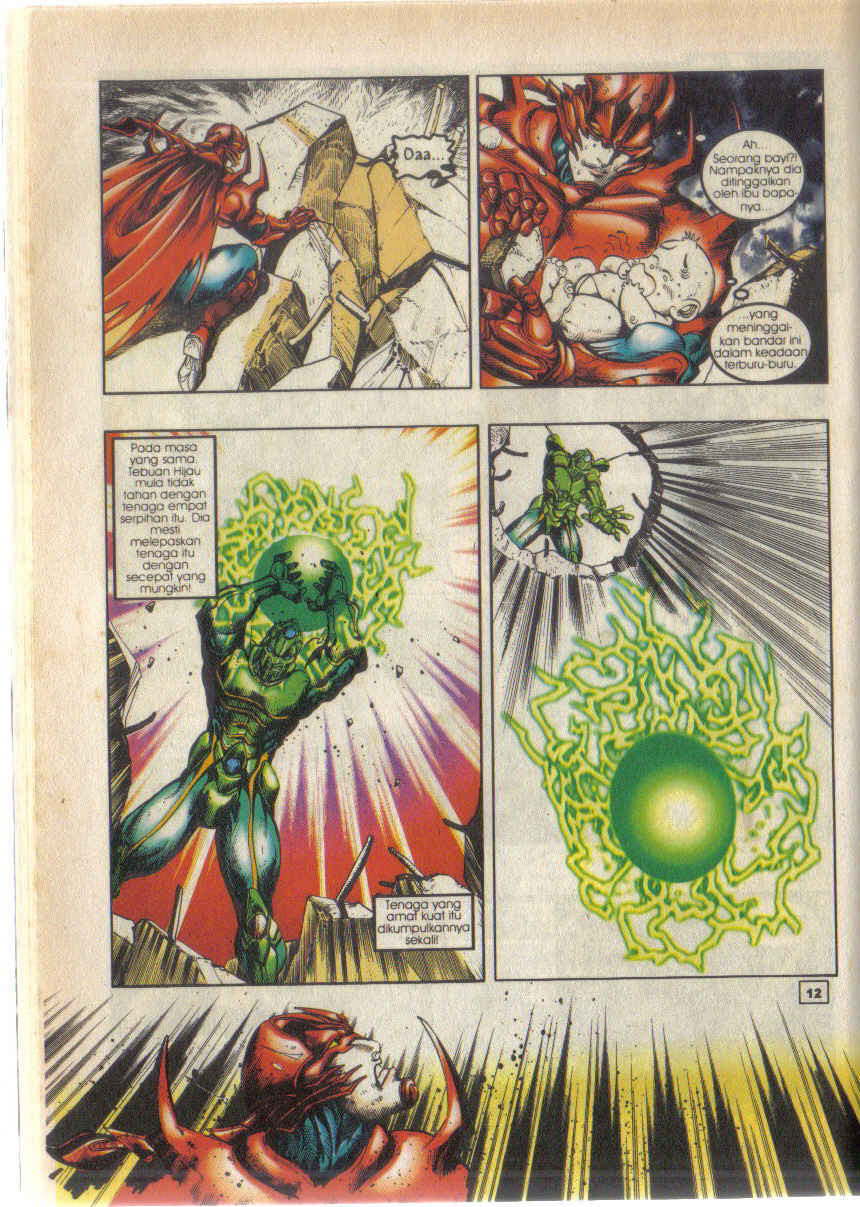 Oaa...
Ah...
Seorang bayi?!
Nampaknya dia
ditinggalkan
oleh ibu bapa-
nya...
...yang
meninggal-
kan bandar ini
dalam keadaan
terburu-buru.
Pada masa
yang sama,
Tebuan Hijau
mula tidak
tahan dengan
tenaga empat
serpihan itu. Dia
mesti
melepaskan
tenaga itu
dengan
secepat yang
mungkin!
Tenaga yang
amat kuat itu
dikumpulkannya
sekali!
12